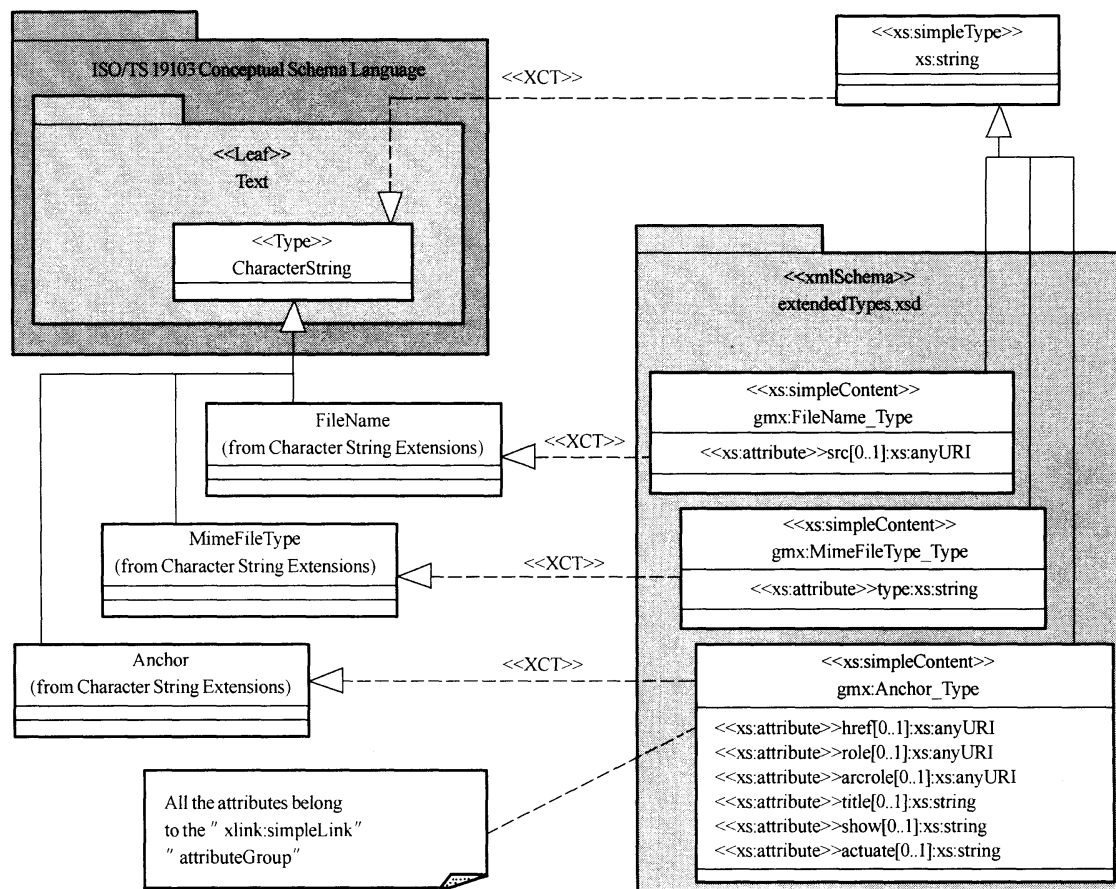 <<xs:simpleType>>
xs:string
ISO/TS 19103 Conceptual Schema Language
<<XCT>>
<<Leaf>>
Text
<<Type>>
CharacterString
<<xmlSchema>>
extendedTypes.xsd
FileName
(from Character String Extensions)
<<XCT>>
<<xs:simpleContent>>
gmx:FileName_Type
<<xs:attribute>>src[0..1]:xs:anyURI
MimeFileType
(from Character String Extensions)
<<XCT>>
<<xs:simpleContent>>
gmx:MimeFileType_Type
<<xs:attribute>>type:xs:string
Anchor
(from Character String Extensions)
<<XCT>>
<<xs:simpleContent>>
gmx:Anchor_Type
<<xs:attribute>>href[0..1]:xs:anyURI
<<xs:attribute>>role[0..1]:xs:anyURI
<<xs:attribute>>arcrole[0..1]:xs:anyURI
<<xs:attribute>>title[0..1]:xs:string
<<xs:attribute>>show[0..1]:xs:string
<<xs:attribute>>actuate[0..1]:xs:string
All the attributes belong
to the " xlink:simpleLink"
" attributeGroup"